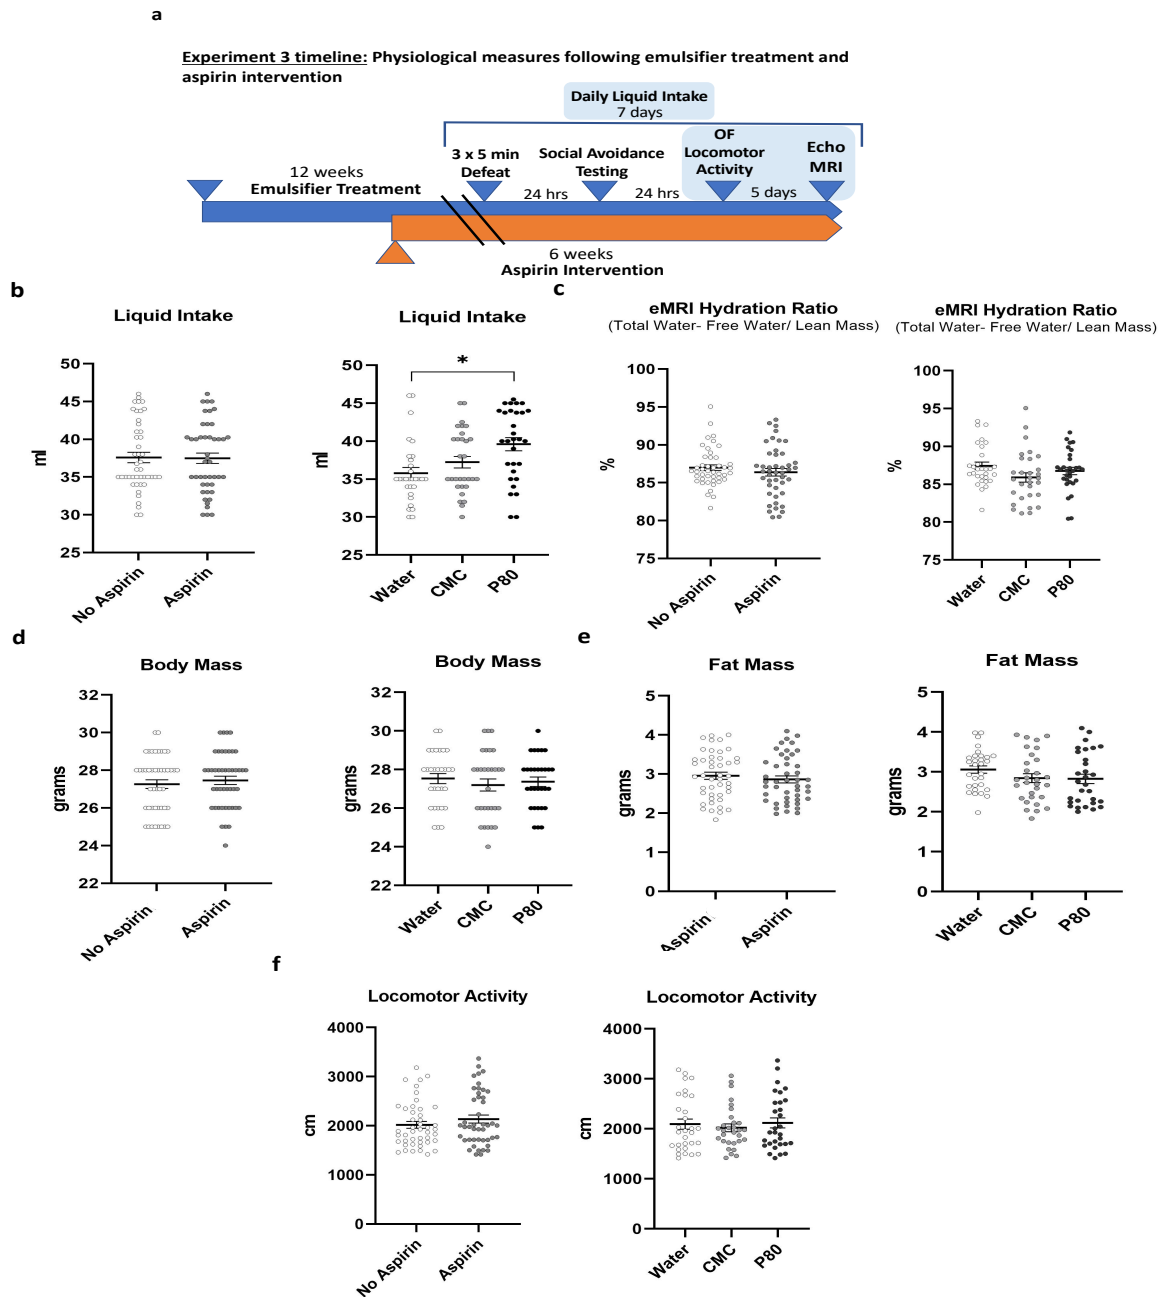 a
Experiment 3 timeline: Physiological measures following emulsifier treatment and
aspirin intervention
Daily Liquid Intake
7 days
3 x 5 min
Defeat
Social Avoidance
Testing
OF
Locomotor
Activity
Echo
MRI
12 weeks
Emulsifier Treatment
24 hrs
24 hrs
5 days
6 weeks
Aspirin Intervention
b
Liquid Intake
50
45
40
35
30
25
ml
No Aspirin
Aspirin
Liquid Intake
*
50
45
40
35
30
25
ml
Water
CMC
P80
c
eMRI Hydration Ratio
(Total Water- Free Water/ Lean Mass)
100
95
90
85
80
75
%
No Aspirin
Aspirin
eMRI Hydration Ratio
(Total Water- Free Water/ Lean Mass)
100
95
90
85
80
75
%
Water
CMC
P80
d
Body Mass
32
30
28
26
24
22
grams
No Aspirin
Aspirin
Body Mass
32
30
28
26
24
22
grams
Water
CMC
P80
e
Fat Mass
5
4
3
2
1
0
grams
Aspirin
Aspirin
Fat Mass
5
4
3
2
1
0
grams
Water
CMC
P80
f
Locomotor Activity
4000
3000
2000
1000
0
cm
No Aspirin
Aspirin
Locomotor Activity
4000
3000
2000
1000
0
cm
Water
CMC
P80